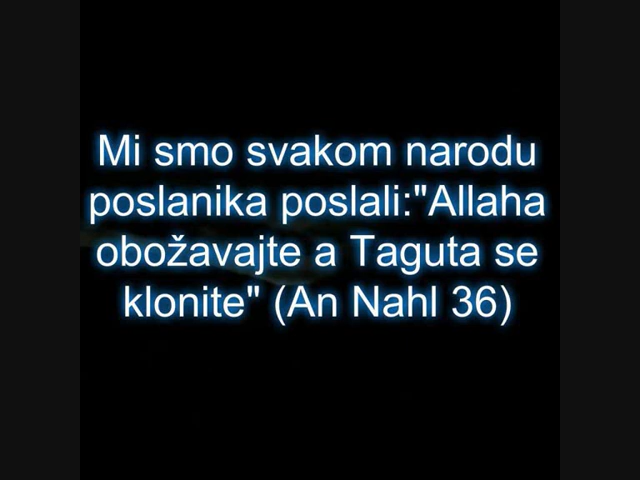 Mi smo svakom narodu
poslanika poslali:"Allaha
obožavajte a Taguta se
klonite" (An Nahl 36)